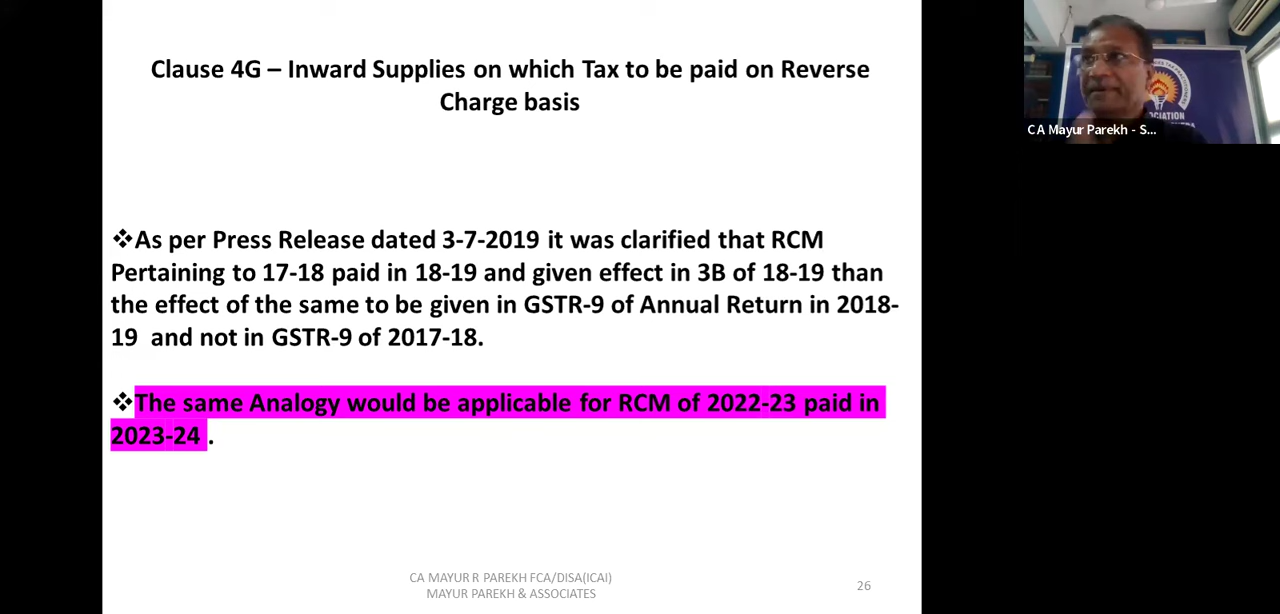 Clause 4G – Inward Supplies on which Tax to be paid on Reverse
Charge basis
❖As per Press Release dated 3-7-2019 it was clarified that RCM
Pertaining to 17-18 paid in 18-19 and given effect in 3B of 18-19 than
the effect of the same to be given in GSTR-9 of Annual Return in 2018-
19 and not in GSTR-9 of 2017-18.
❖The same Analogy would be applicable for RCM of 2022-23 paid in
2023-24 .
CA MAYUR R PAREKH FCA/DISA(ICAI)
MAYUR PAREKH & ASSOCIATES
26
CA Mayur Parekh - S...